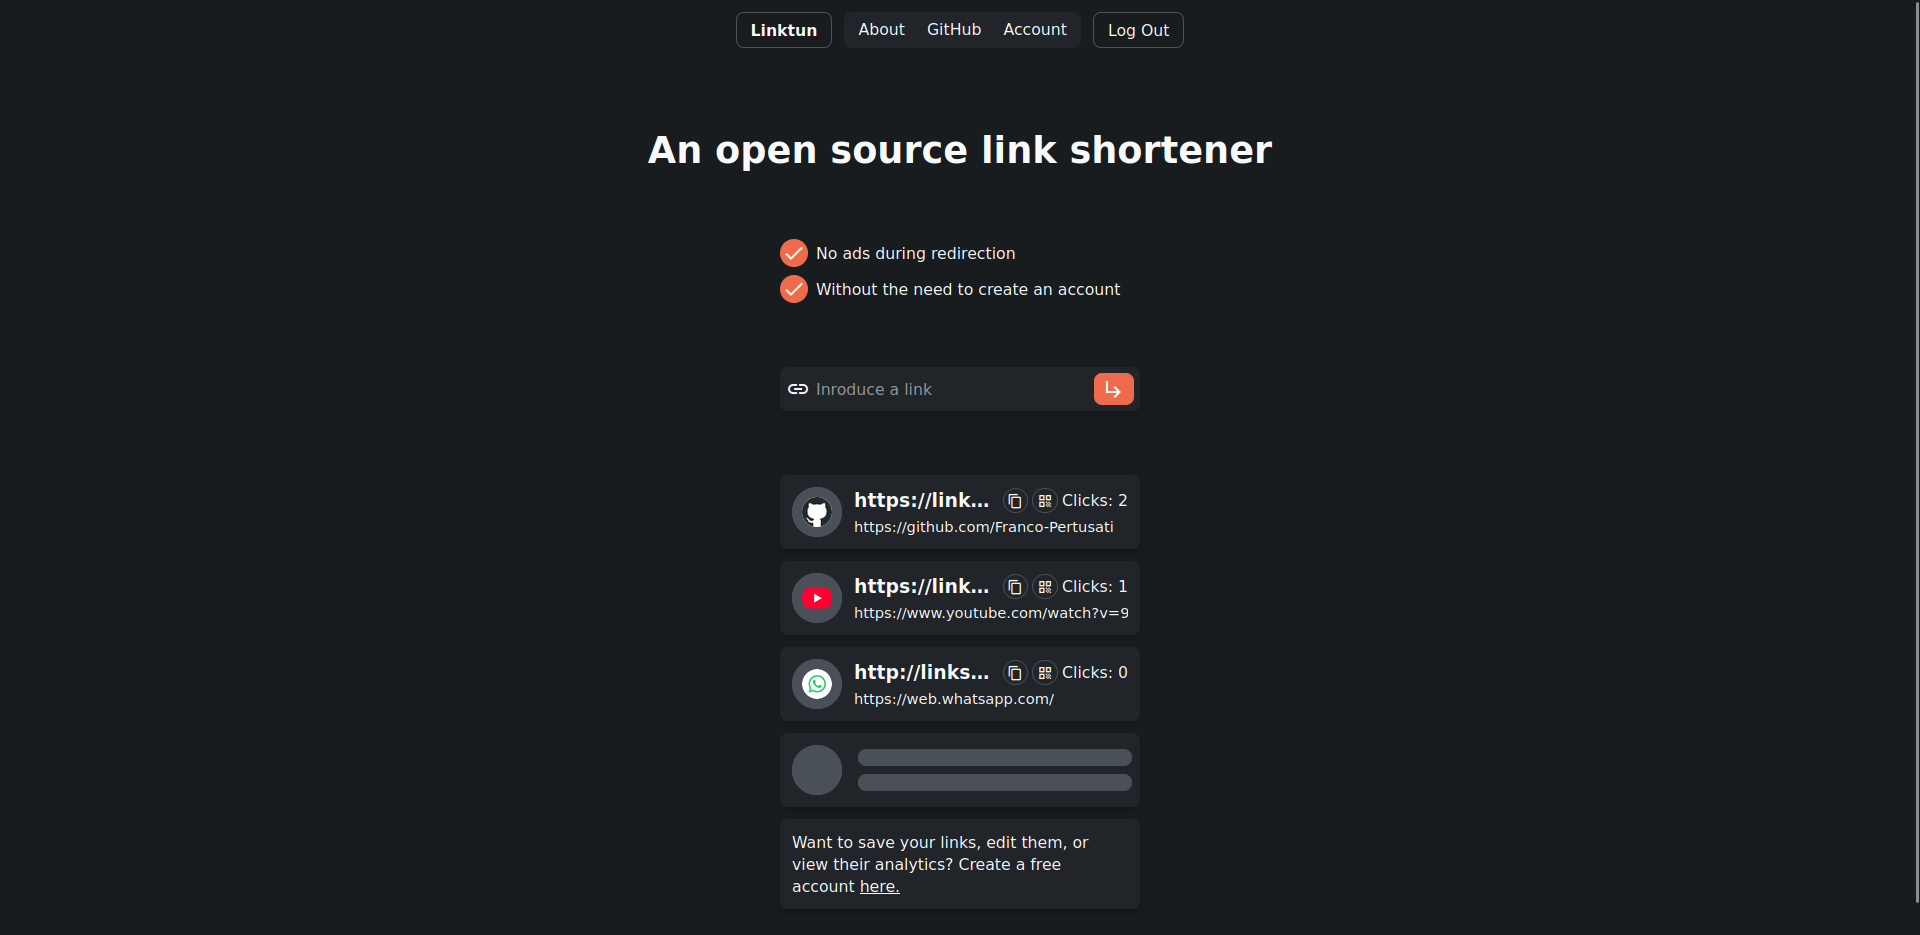 Linktun About GitHub Account Log Out
An open source link shortener
No ads during redirection
Without the need to create an account
Inroduce a link
https://link... Clicks: 2
https://github.com/Franco-Pertusati
https://link... Clicks: 1
https://www.youtube.com/watch?v=9
http://links... Clicks: 0
https://web.whatsapp.com/
Want to save your links, edit them, or
view their analytics? Create a free
account here.